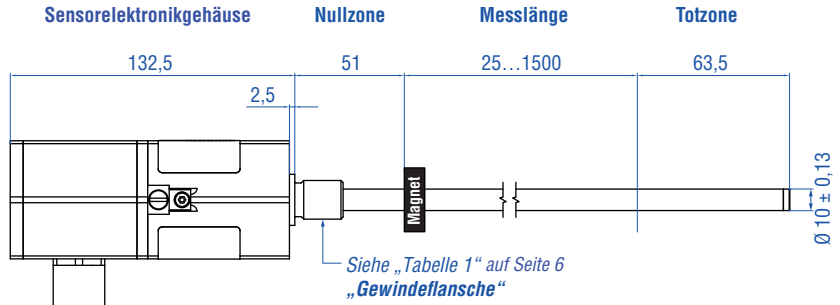 Sensorelektronikgehäuse Nullzone Messlänge Totzone
132,5 51 25…1500 63,5
2,5
Magnet
Ø 10 ± 0,13
Siehe „Tabelle 1“ auf Seite 6
„Gewindeflansche“